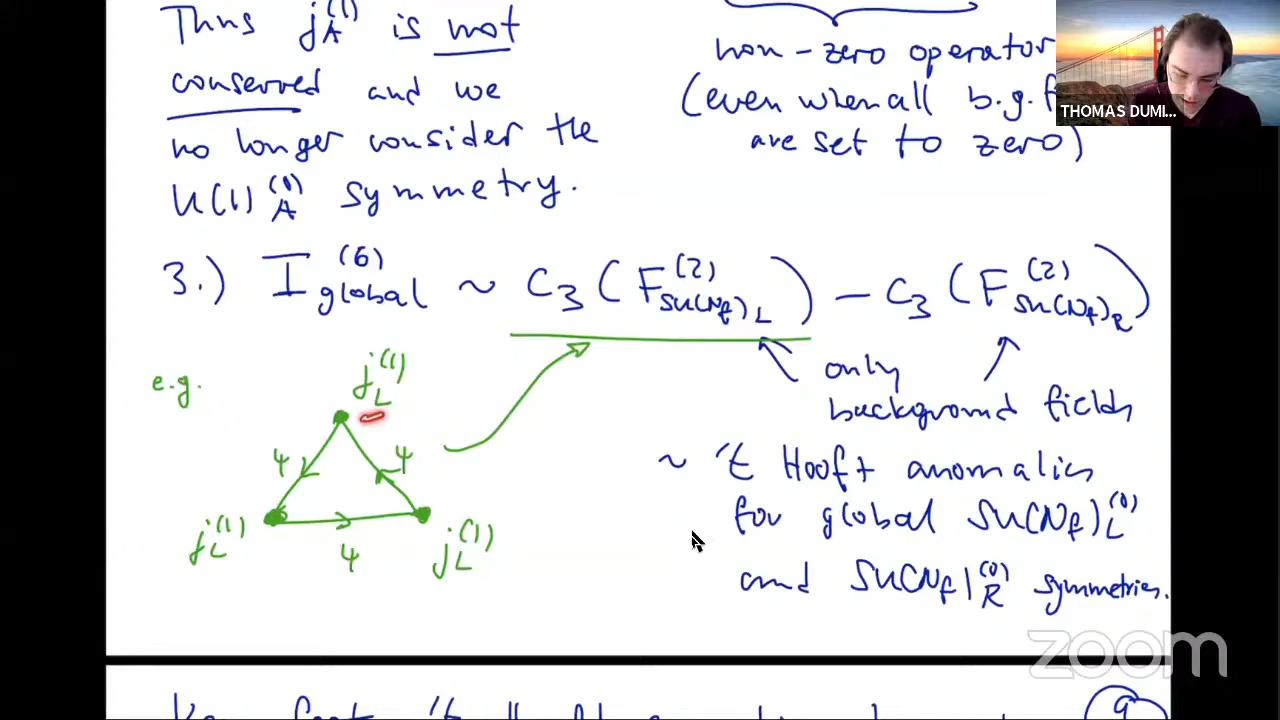 Thus j_A^(1) is not
conserved and we
no longer consider the
U(1)_A^(0) symmetry.
non-zero operator
(even when all b.g. f
are set to zero)
THOMAS DUMI...
3.) I_global^(6) ~ C_3 (F^(2)_SU(Nf)_L) - C_3 (F^(2)_SU(Nf)_R)
only
background fields
e.g.
j_L^(1)
ψ ψ
j_L^(1) ψ j_L^(1)
~ 't Hooft anomalies
for global SU(Nf)_L^(0)
and SU(Nf)_R^(0) symmetries.
zoom
9